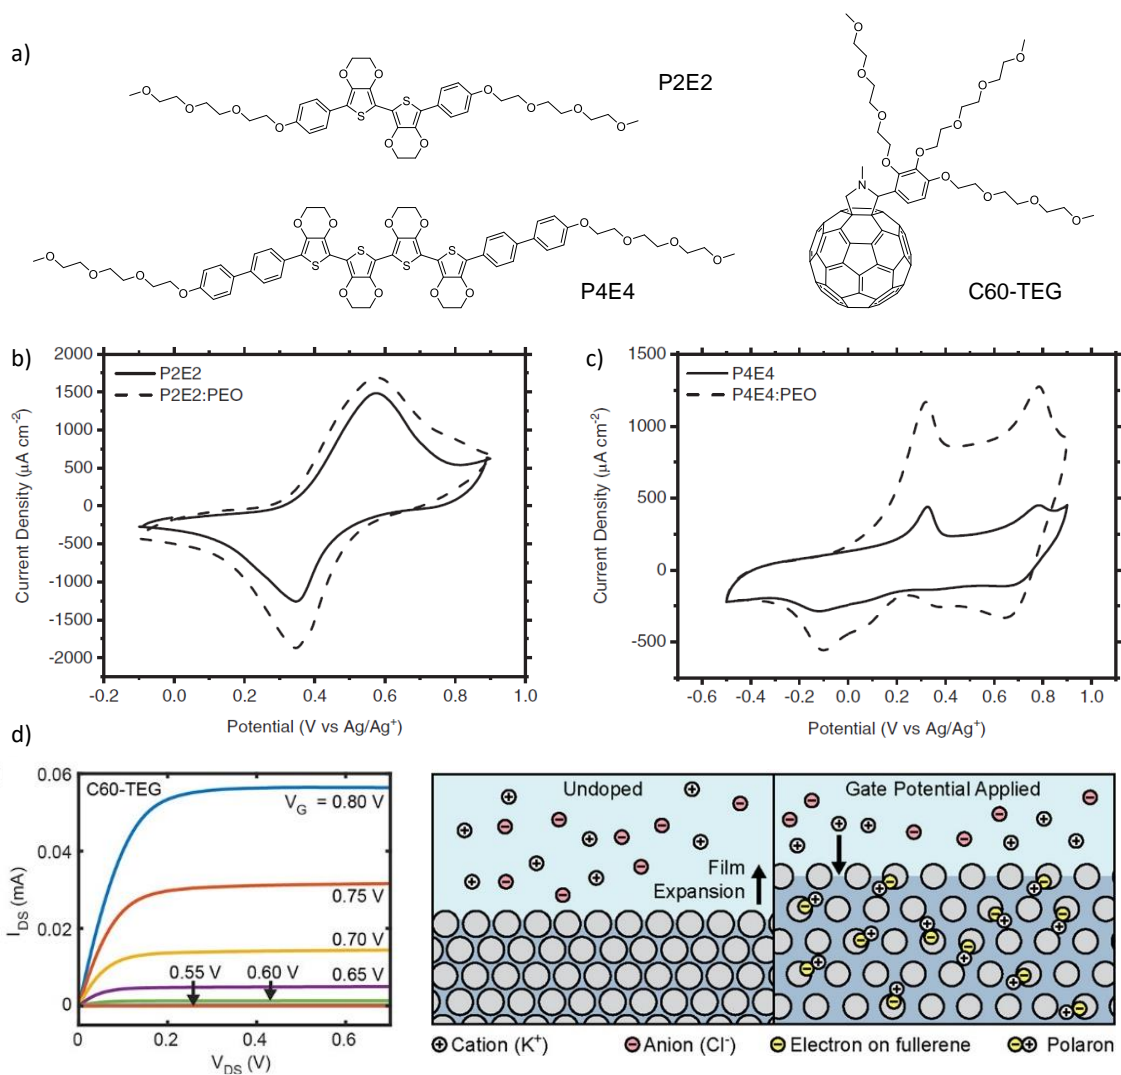 a)
P2E2
P4E4
C60-TEG
O O O O S O O S O O O O O O
N
b)
2000
1500
1000
500
0
-500
-1000
-1500
-2000
Current Density (μA cm⁻²)
P2E2
P2E2:PEO
-0.2 0.0 0.2 0.4 0.6 0.8 1.0
Potential (V vs Ag/Ag⁺)
c)
1500
1000
500
0
-500
Current Density (μA cm⁻²)
P4E4
P4E4:PEO
-0.6 -0.4 -0.2 0.0 0.2 0.4 0.6 0.8 1.0
Potential (V vs Ag/Ag⁺)
d)
0.06
0.04
0.02
0
I_DS (mA)
C60-TEG
V_G = 0.80 V
0.75 V
0.70 V
0.65 V
0.55 V 0.60 V
0 0.2 0.4 0.6
V_DS (V)
Undoped
Film
Expansion
Gate Potential Applied
Cation (K⁺) Anion (Cl⁻) Electron on fullerene Polaron